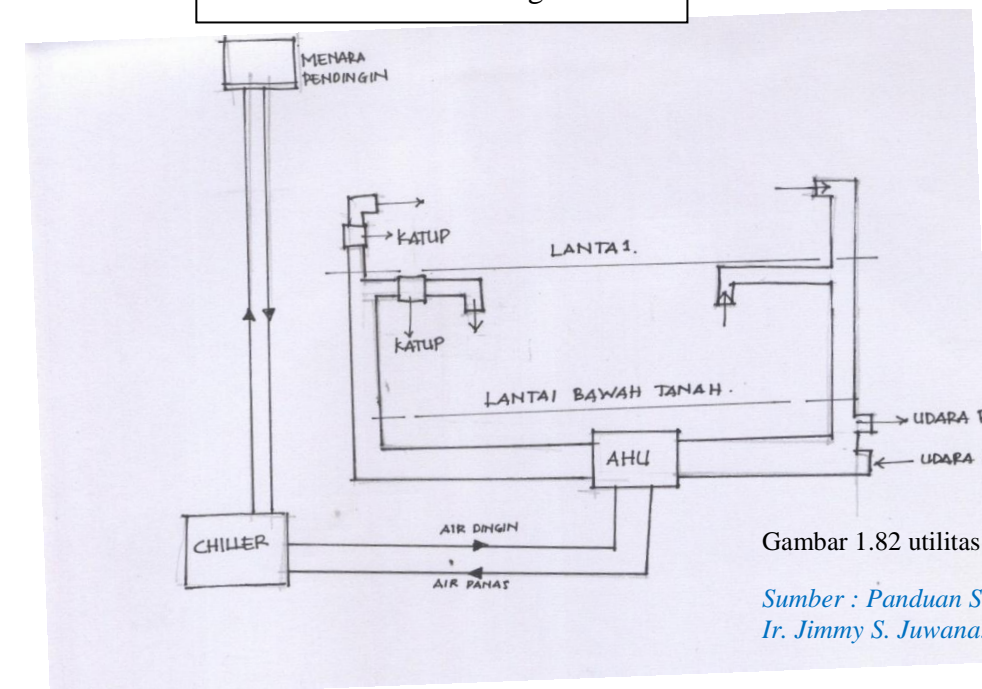 MENARA
PENDINGIN
KATUP
LANTAI.
KATUP
LANTAI BAWAH TANAH.
UDARA
AHU
UDARA
CHILLER
AIR DINGIN
AIR PANAS
Gambar 1.82 utilitas
Sumber : Panduan S
Ir. Jimmy S. Juwana